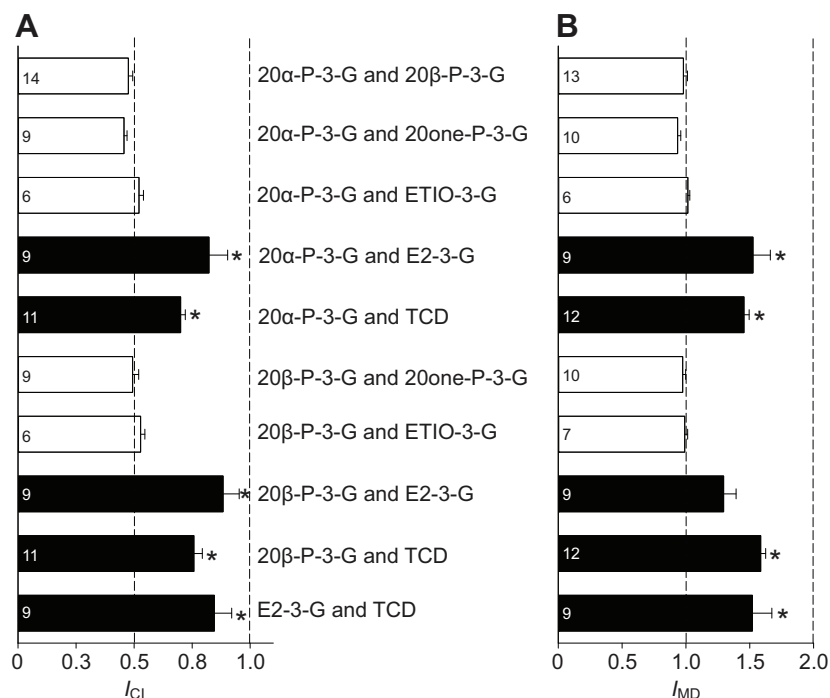 A
B
14 20α-P-3-G and 20β-P-3-G 13
9 20α-P-3-G and 20one-P-3-G 10
6 20α-P-3-G and ETIO-3-G 6
9 * 20α-P-3-G and E2-3-G 9 *
11 * 20α-P-3-G and TCD 12 *
9 20β-P-3-G and 20one-P-3-G 10
6 20β-P-3-G and ETIO-3-G 7
9 * 20β-P-3-G and E2-3-G 9
11 * 20β-P-3-G and TCD 12 *
9 * E2-3-G and TCD 9 *
0 0.3 0.5 0.8 1.0 0 0.5 1.0 1.5 2.0
I_CI I_MD